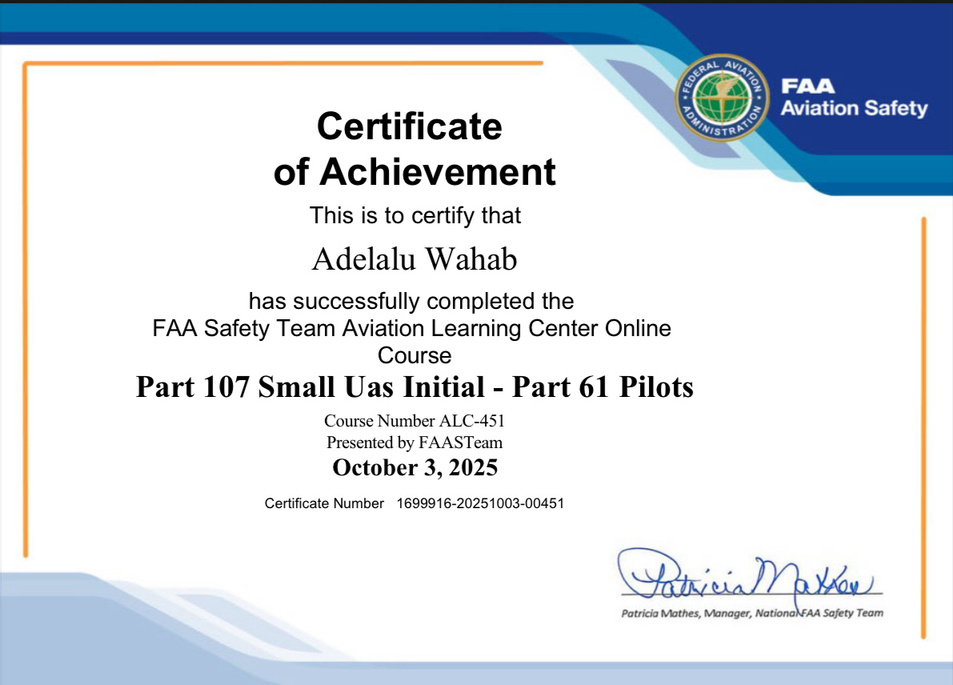 FEDERAL AVIATION ADMINISTRATION
FAA
Aviation Safety
Certificate
of Achievement
This is to certify that
Adelalu Wahab
has successfully completed the
FAA Safety Team Aviation Learning Center Online
Course
Part 107 Small Uas Initial - Part 61 Pilots
Course Number ALC-451
Presented by FAASTeam
October 3, 2025
Certificate Number 1699916-20251003-00451
Patricia Mathes
Patricia Mathes, Manager, National FAA Safety Team